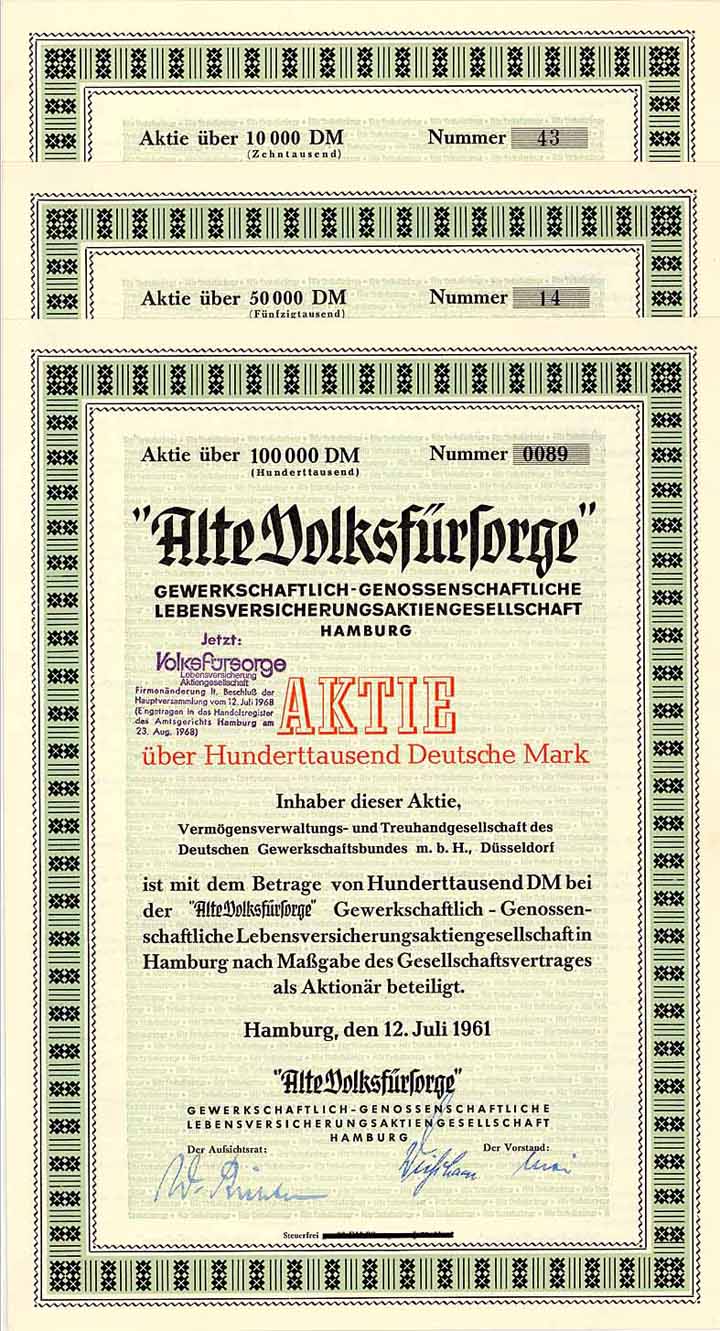 Aktie über 10 000 DM Nummer 43
(Zehntausend)
Aktie über 50 000 DM Nummer 14
(Fünfzigtausend)
Aktie über 100 000 DM Nummer 0089
(Hunderttausend)
"Alte Volksfürsorge"
GEWERKSCHAFTLICH-GENOSSENSCHAFTLICHE
LEBENSVERSICHERUNGSAKTIENGESELLSCHAFT
HAMBURG
Jetzt:
Volksfürsorge
Lebensversicherung
Aktiengesellschaft
Firmenänderung lt. Beschluß der
Hauptversammlung vom 12. Juli 1968
(Eingetragen in das Handelsregister
des Amtsgerichts Hamburg am
23. Aug. 1968)
AKTIE
über Hunderttausend Deutsche Mark
Inhaber dieser Aktie,
Vermögensverwaltungs- und Treuhandgesellschaft des
Deutschen Gewerkschaftsbundes m. b. H., Düsseldorf
ist mit dem Betrage von Hunderttausend DM bei
der "Alte Volksfürsorge" Gewerkschaftlich - Genossen-
schaftliche Lebensversicherungsaktiengesellschaft in
Hamburg nach Maßgabe des Gesellschaftsvertrages
als Aktionär beteiligt.
Hamburg, den 12. Juli 1961
"Alte Volksfürsorge"
GEWERKSCHAFTLICH-GENOSSENSCHAFTLICHE
LEBENSVERSICHERUNGSAKTIENGESELLSCHAFT
HAMBURG
Der Aufsichtsrat: Der Vorstand:
Steuerfrei